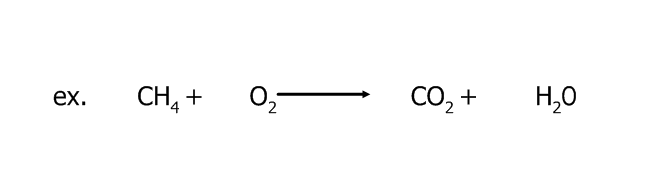 ex. CH₄ + O₂ → CO₂ + H₂0